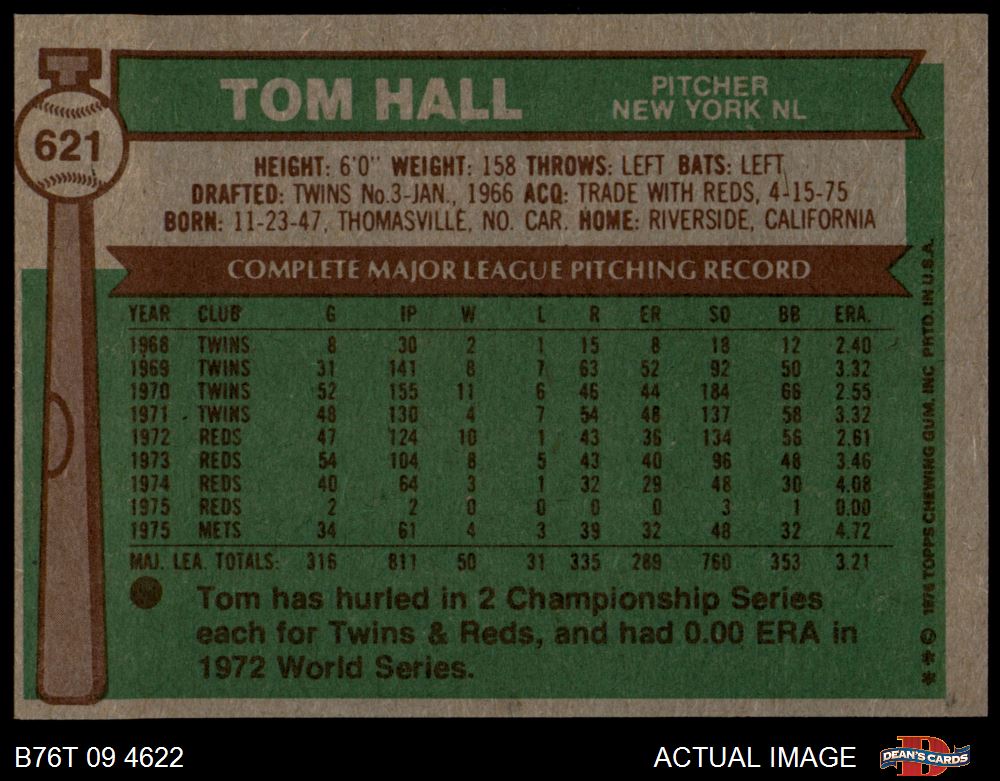 621
TOM HALL
PITCHER
NEW YORK NL
HEIGHT: 6'0" WEIGHT: 158 THROWS: LEFT BATS: LEFT
DRAFTED: TWINS No.3-JAN., 1966 ACQ: TRADE WITH REDS, 4-15-75
BORN: 11-23-47, THOMASVILLE, NO. CAR. HOME: RIVERSIDE, CALIFORNIA
COMPLETE MAJOR LEAGUE PITCHING RECORD
YEAR CLUB G IP W L R ER SO BB ERA.
1968 TWINS 8 30 2 1 15 8 18 12 2.40
1969 TWINS 31 141 8 7 63 52 92 50 3.32
1970 TWINS 52 155 11 6 46 44 184 66 2.55
1971 TWINS 48 130 4 7 54 48 137 58 3.32
1972 REDS 47 124 10 1 43 36 134 56 2.61
1973 REDS 54 104 8 5 43 40 96 48 3.46
1974 REDS 40 64 3 1 32 29 48 30 4.08
1975 REDS 2 2 0 0 0 0 3 1 0.00
1975 METS 34 61 4 3 39 32 48 32 4.72
MAJ. LEA. TOTALS: 316 811 50 31 335 289 760 353 3.21
Tom has hurled in 2 Championship Series
each for Twins & Reds, and had 0.00 ERA in
1972 World Series.
** © 1976 TOPPS CHEWING GUM, INC PRTD. IN U.S.A.
B76T 09 4622
ACTUAL IMAGE
DEAN'S CARDS